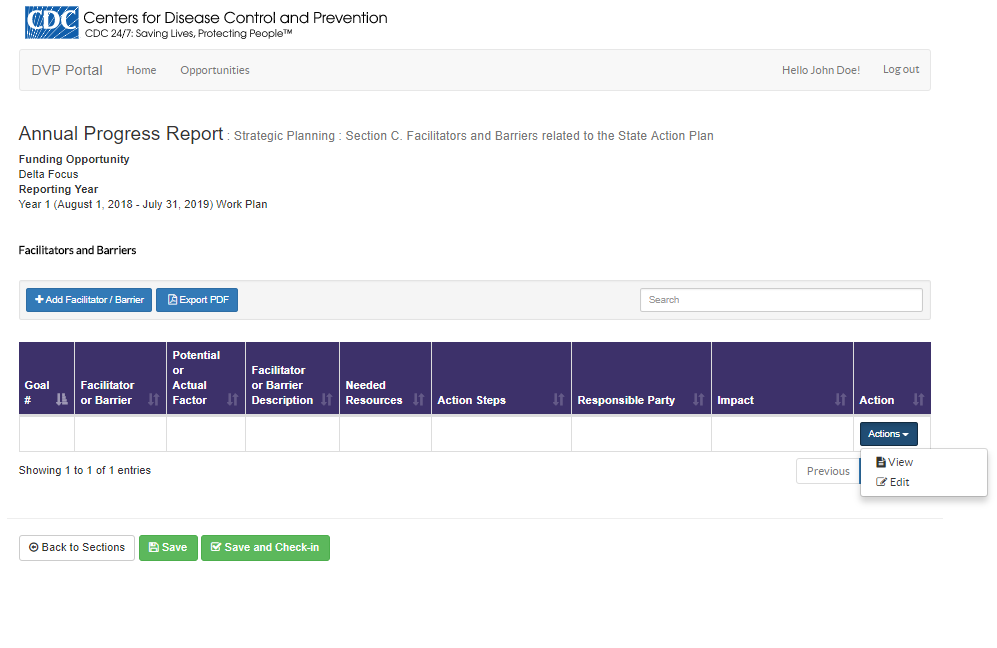 CDC Centers for Disease Control and Prevention
CDC 24/7: Saving Lives, Protecting People™
DVP Portal Home Opportunities Hello John Doe! Log out
Annual Progress Report : Strategic Planning : Section C. Facilitators and Barriers related to the State Action Plan
Funding Opportunity
Delta Focus
Reporting Year
Year 1 (August 1, 2018 - July 31, 2019) Work Plan
Facilitators and Barriers
Add Facilitator / Barrier Export PDF Search
Goal
#
Facilitator
or Barrier
Potential
or
Actual
Factor
Facilitator
or Barrier
Description
Needed
Resources
Action Steps
Responsible Party
Impact
Action
Actions
View
Edit
Showing 1 to 1 of 1 entries
Previous
Back to Sections Save Save and Check-in